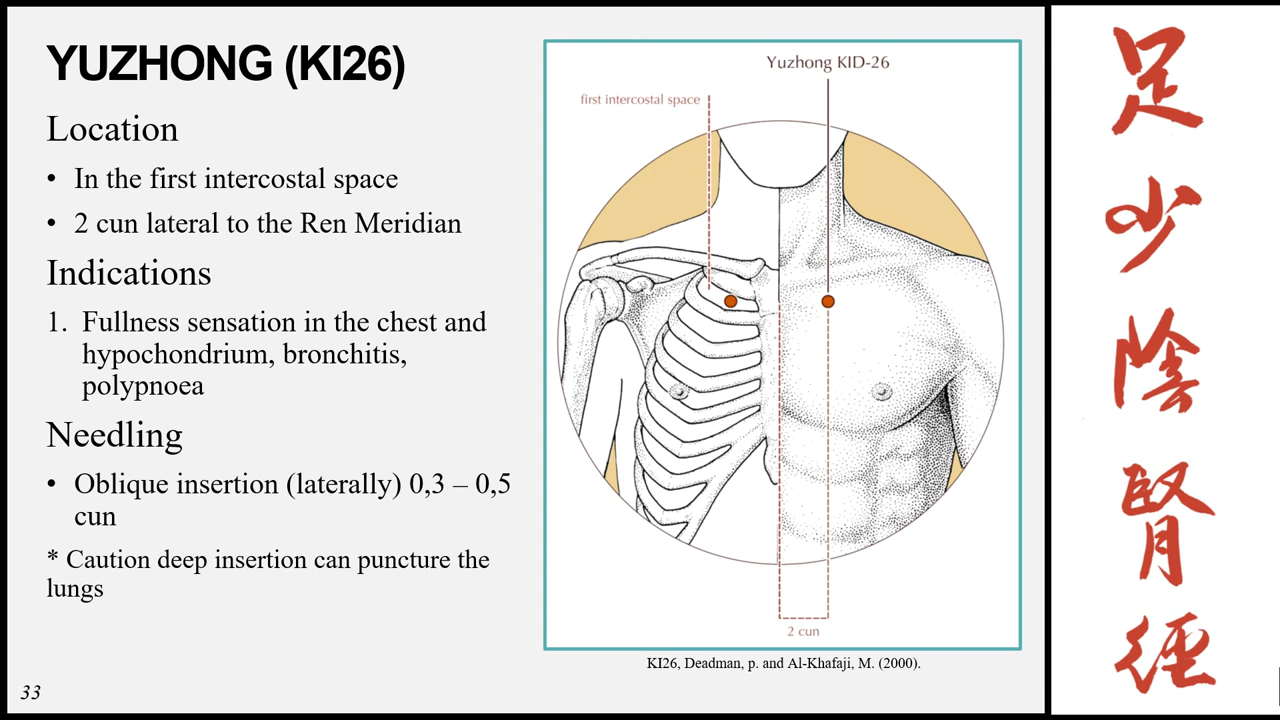 YUZHONG (KI26)
Location
• In the first intercostal space
• 2 cun lateral to the Ren Meridian
Indications
1. Fullness sensation in the chest and
hypochondrium, bronchitis,
polypnoea
Needling
• Oblique insertion (laterally) 0,3 – 0,5
cun
* Caution deep insertion can puncture the
lungs
33
Yuzhong KID-26
first intercostal space
2 cun
KI26, Deadman, p. and Al-Khafaji, M. (2000).
足
少
陰
腎
經